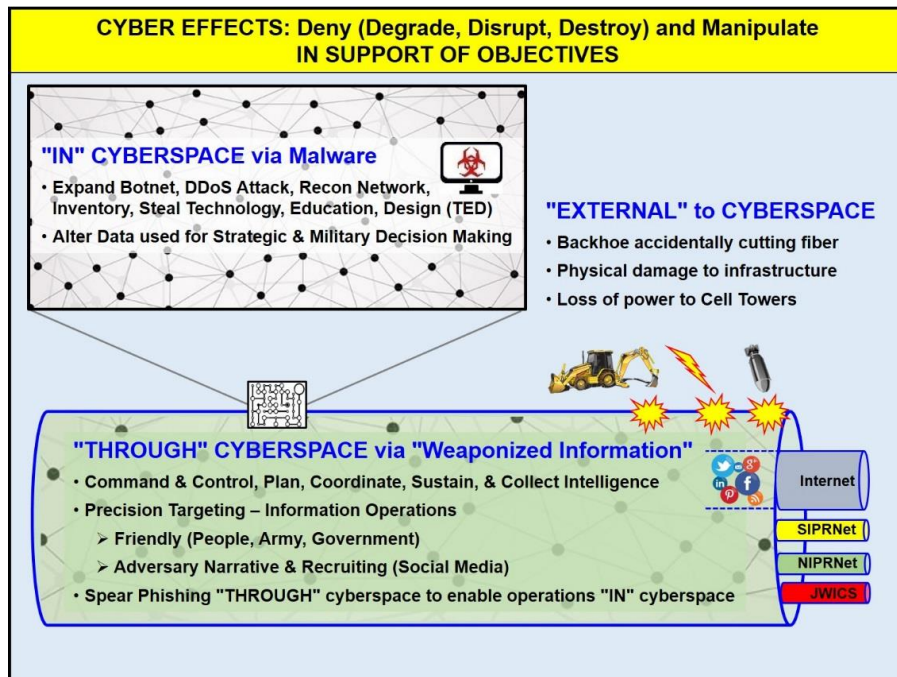 CYBER EFFECTS: Deny (Degrade, Disrupt, Destroy) and Manipulate
IN SUPPORT OF OBJECTIVES
"IN" CYBERSPACE via Malware
• Expand Botnet, DDoS Attack, Recon Network,
Inventory, Steal Technology, Education, Design (TED)
• Alter Data used for Strategic & Military Decision Making
"EXTERNAL" to CYBERSPACE
• Backhoe accidentally cutting fiber
• Physical damage to infrastructure
• Loss of power to Cell Towers
"THROUGH" CYBERSPACE via "Weaponized Information"
• Command & Control, Plan, Coordinate, Sustain, & Collect Intelligence
• Precision Targeting – Information Operations
➢ Friendly (People, Army, Government)
➢ Adversary Narrative & Recruiting (Social Media)
• Spear Phishing "THROUGH" cyberspace to enable operations "IN" cyberspace
Internet
SIPRNet
NIPRNet
JWICS